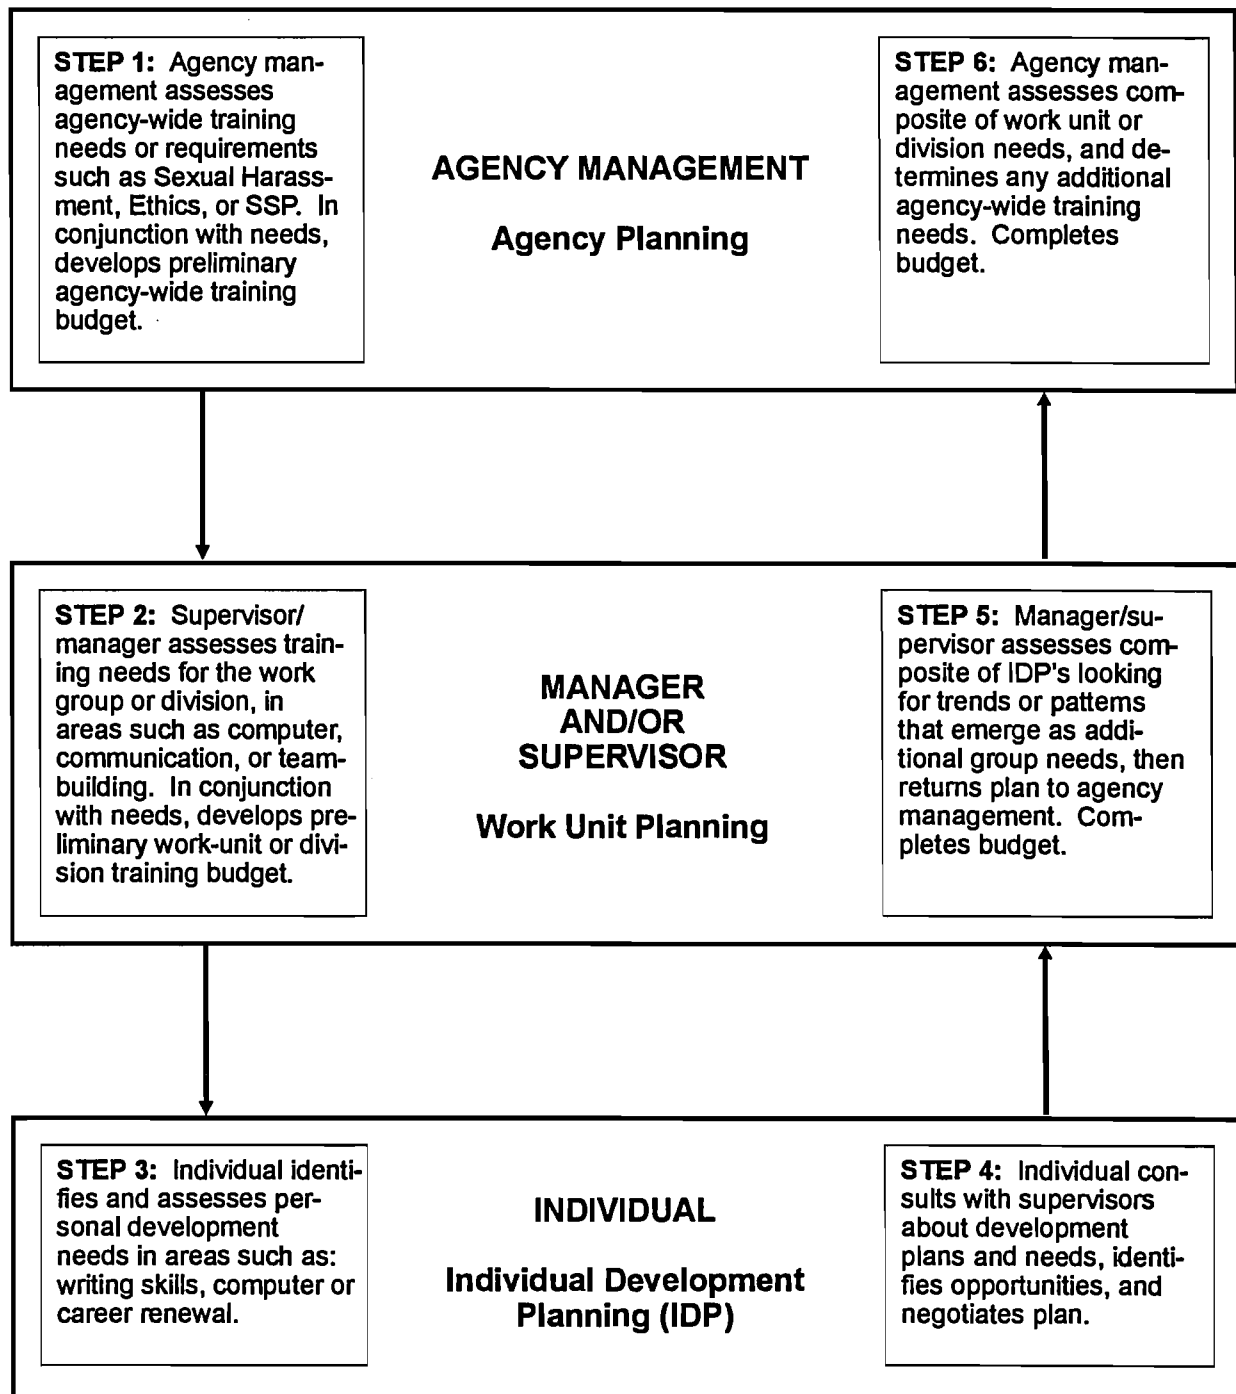 STEP 1: Agency man-
agement assesses
agency-wide training
needs or requirements
such as Sexual Harass-
ment, Ethics, or SSP. In
conjunction with needs,
develops preliminary
agency-wide training
budget.
AGENCY MANAGEMENT
Agency Planning
STEP 6: Agency man-
agement assesses com-
posite of work unit or
division needs, and de-
termines any additional
agency-wide training
needs. Completes
budget.
STEP 2: Supervisor/
manager assesses train-
ing needs for the work
group or division, in
areas such as computer,
communication, or team-
building. In conjunction
with needs, develops pre-
liminary work-unit or divi-
sion training budget.
MANAGER
AND/OR
SUPERVISOR
Work Unit Planning
STEP 5: Manager/su-
pervisor assesses com-
posite of IDP's looking
for trends or patterns
that emerge as addi-
tional group needs, then
returns plan to agency
management. Com-
pletes budget.
STEP 3: Individual identi-
fies and assesses per-
sonal development
needs in areas such as:
writing skills, computer or
career renewal.
INDIVIDUAL
Individual Development
Planning (IDP)
STEP 4: Individual con-
sults with supervisors
about development
plans and needs, identi-
fies opportunities, and
negotiates plan.